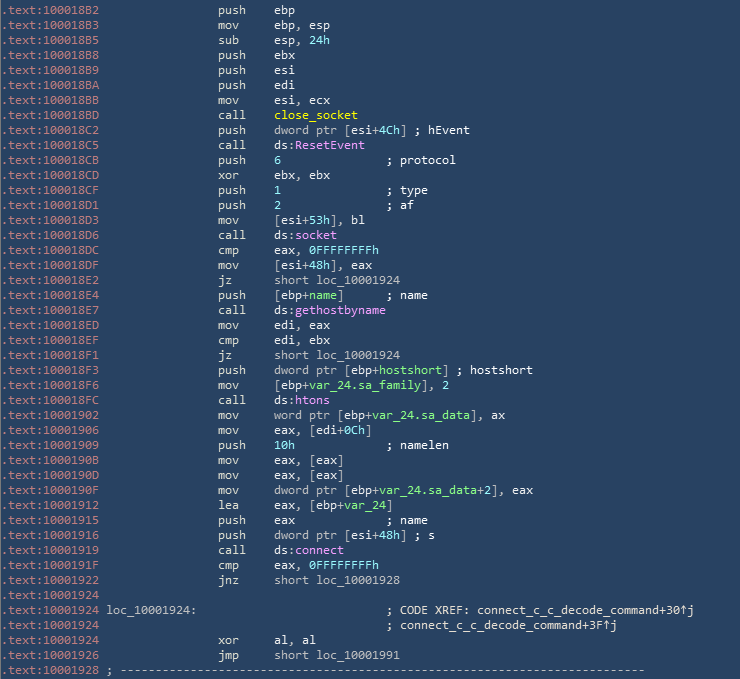 .text:100018B2 push ebp
.text:100018B3 mov ebp, esp
.text:100018B5 sub esp, 24h
.text:100018B8 push ebx
.text:100018B9 push esi
.text:100018BA push edi
.text:100018BB mov esi, ecx
.text:100018BD call close_socket
.text:100018C2 push dword ptr [esi+4Ch] ; hEvent
.text:100018C5 call ds:ResetEvent
.text:100018CB push 6 ; protocol
.text:100018CD xor ebx, ebx
.text:100018CF push 1 ; type
.text:100018D1 push 2 ; af
.text:100018D3 mov [esi+53h], bl
.text:100018D6 call ds:socket
.text:100018DC cmp eax, 0FFFFFFFFh
.text:100018DF mov [esi+48h], eax
.text:100018E2 jz short loc_10001924
.text:100018E4 push [ebp+name] ; name
.text:100018E7 call ds:gethostbyname
.text:100018ED mov edi, eax
.text:100018EF cmp edi, ebx
.text:100018F1 jz short loc_10001924
.text:100018F3 push dword ptr [ebp+hostshort] ; hostshort
.text:100018F6 mov [ebp+var_24.sa_family], 2
.text:100018FC call ds:htons
.text:10001902 mov word ptr [ebp+var_24.sa_data], ax
.text:10001906 mov eax, [edi+0Ch]
.text:10001909 push 10h ; namelen
.text:1000190B mov eax, [eax]
.text:1000190D mov eax, [eax]
.text:1000190F mov dword ptr [ebp+var_24.sa_data+2], eax
.text:10001912 lea eax, [ebp+var_24]
.text:10001915 push eax ; name
.text:10001916 push dword ptr [esi+48h] ; s
.text:10001919 call ds:connect
.text:1000191F cmp eax, 0FFFFFFFFh
.text:10001922 jnz short loc_10001928
.text:10001924
.text:10001924 loc_10001924: ; CODE XREF: connect_c_c_decode_command+30↑j
.text:10001924 ; connect_c_c_decode_command+3F↑j
.text:10001924 xor al, al
.text:10001926 jmp short loc_10001991
.text:10001928 ; ---------------------------------------------------------------------------